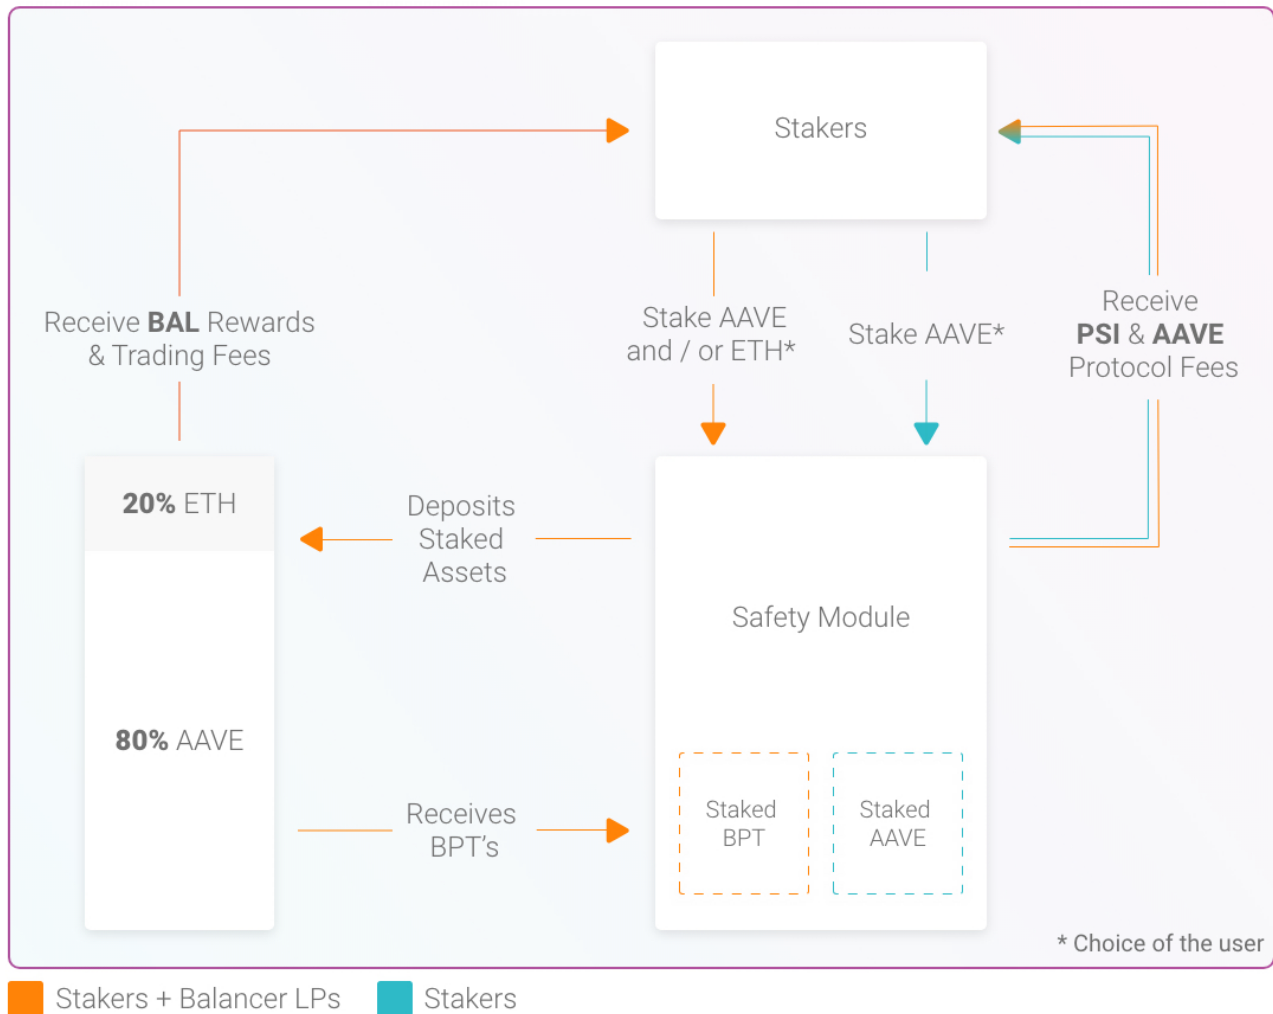 Stakers
Receive BAL Rewards
& Trading Fees
Stake AAVE
and / or ETH*
Stake AAVE*
Receive
PSI & AAVE
Protocol Fees
20% ETH
80% AAVE
Deposits
Staked
Assets
Receives
BPT’s
Safety Module
Staked
BPT
Staked
AAVE
* Choice of the user
Stakers + Balancer LPs
Stakers